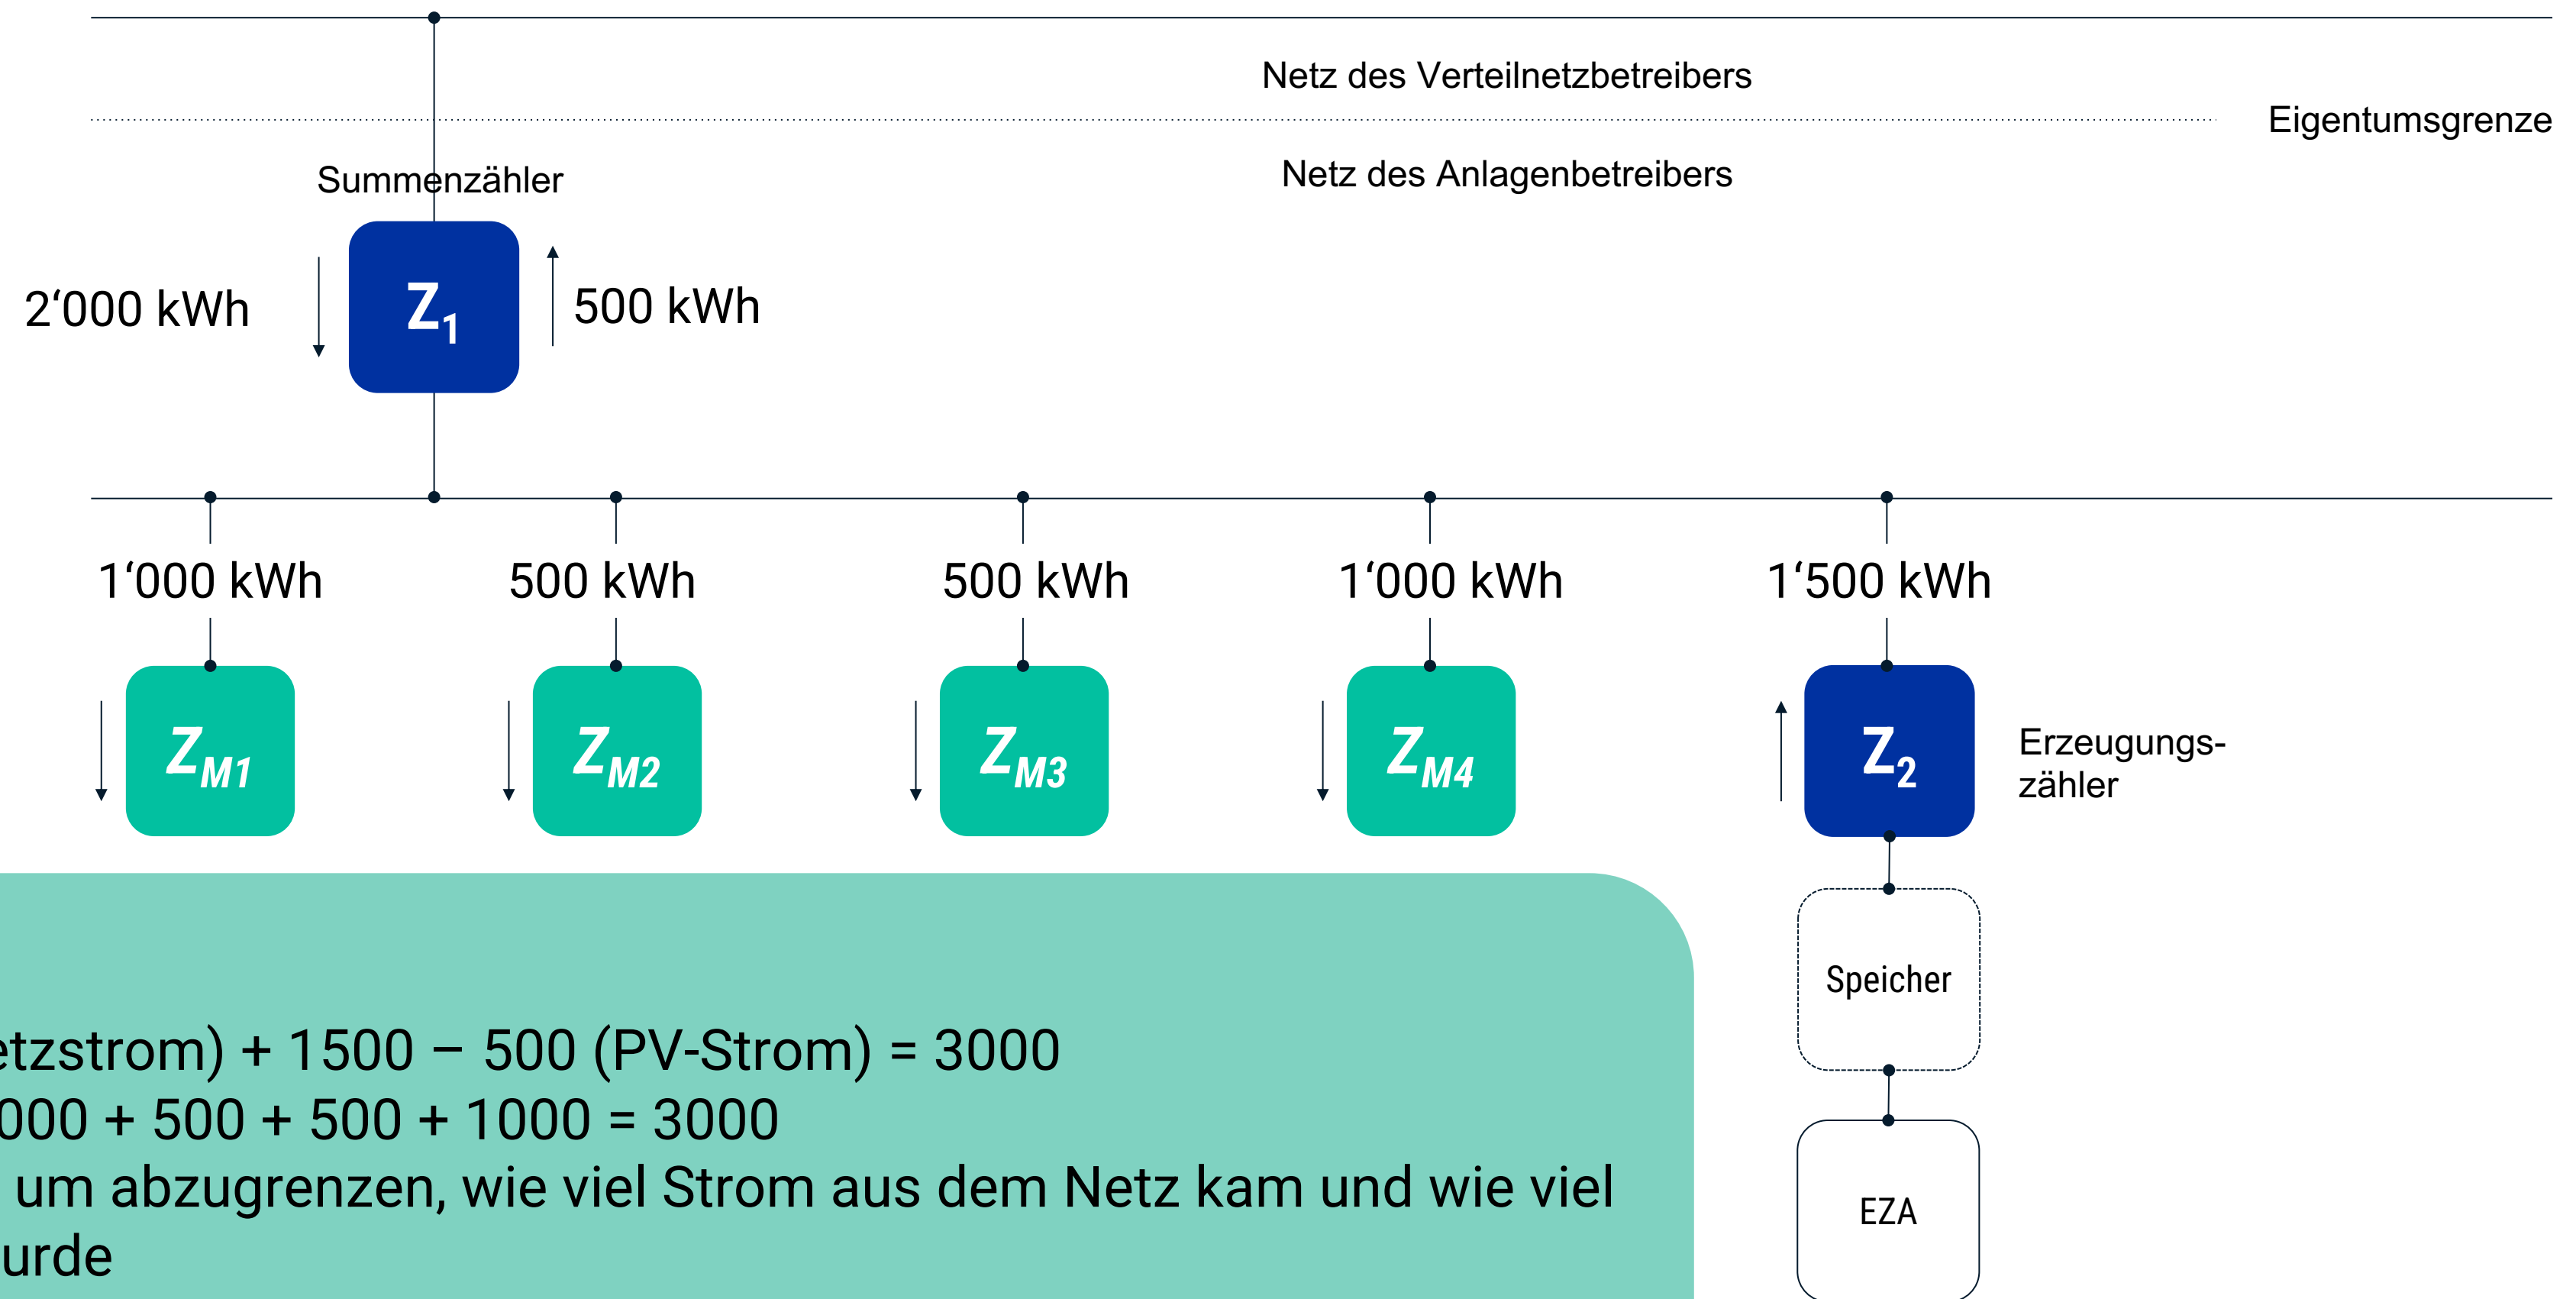 Netz des Verteilnetzbetreibers
Eigentumsgrenze
Netz des Anlagenbetreibers
Summenzähler
2‘000 kWh
Z1
500 kWh
1‘000 kWh
500 kWh
500 kWh
1‘000 kWh
1‘500 kWh
ZM1
ZM2
ZM3
ZM4
Z2
Erzeugungs-
zähler
Speicher
EZA
etzstrom) + 1500 – 500 (PV-Strom) = 3000
000 + 500 + 500 + 1000 = 3000
um abzugrenzen, wie viel Strom aus dem Netz kam und wie viel
urde